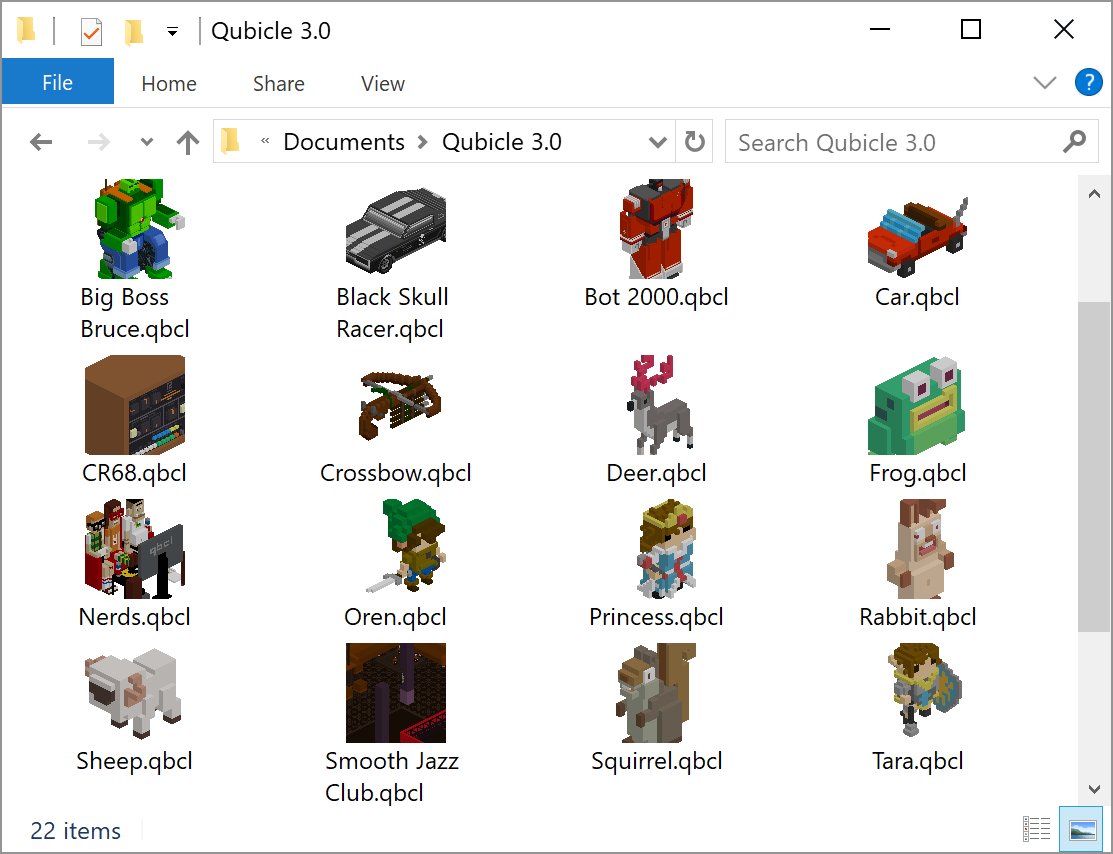 Qubicle 3.0
File Home Share View ?
« Documents > Qubicle 3.0 Search Qubicle 3.0
Big Boss
Bruce.qbcl
Black Skull
Racer.qbcl
Bot 2000.qbcl
Car.qbcl
CR68.qbcl
Crossbow.qbcl
Deer.qbcl
Frog.qbcl
qbcl
Nerds.qbcl
Oren.qbcl
Princess.qbcl
Rabbit.qbcl
Sheep.qbcl
Smooth Jazz
Club.qbcl
Squirrel.qbcl
Tara.qbcl
22 items